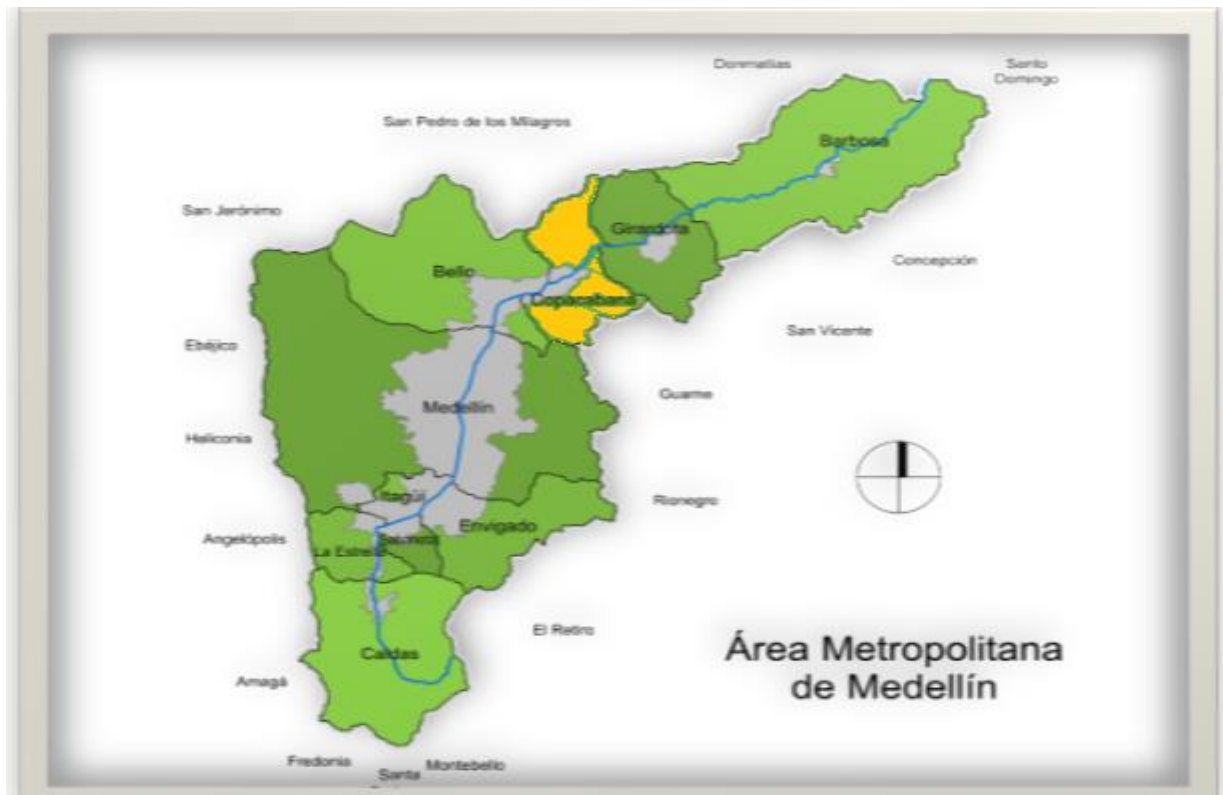 Donmatías
Santo
Domingo
San Pedro de los Milagros
Barbosa
San Jerónimo
Girardota
Concepción
Bello
Copacabana
San Vicente
Ebéjico
Guarne
Medellín
Heliconia
Itagüí
Rionegro
Envigado
Angelópolis
La Estrella
Sabaneta
El Retiro
Área Metropolitana
de Medellín
Caldas
Amagá
Fredonia
Montebello
Santa